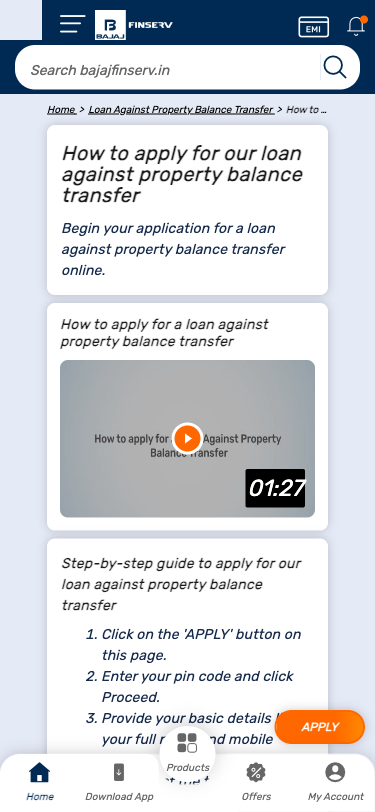 BAJAJ FINSERV
EMI
Search bajajfinserv.in
Home > Loan Against Property Balance Transfer > How to ...
How to apply for our loan
against property balance
transfer
Begin your application for a loan
against property balance transfer
online.
How to apply for a loan against
property balance transfer
How to apply for Against Property
Balance Transfer
01:27
Step-by-step guide to apply for our
loan against property balance
transfer
1. Click on the 'APPLY' button on
this page.
2. Enter your pin code and click
Proceed.
3. Provide your basic details
APPLY
your full and mobile
Home
Download App
Products
Offers
My Account